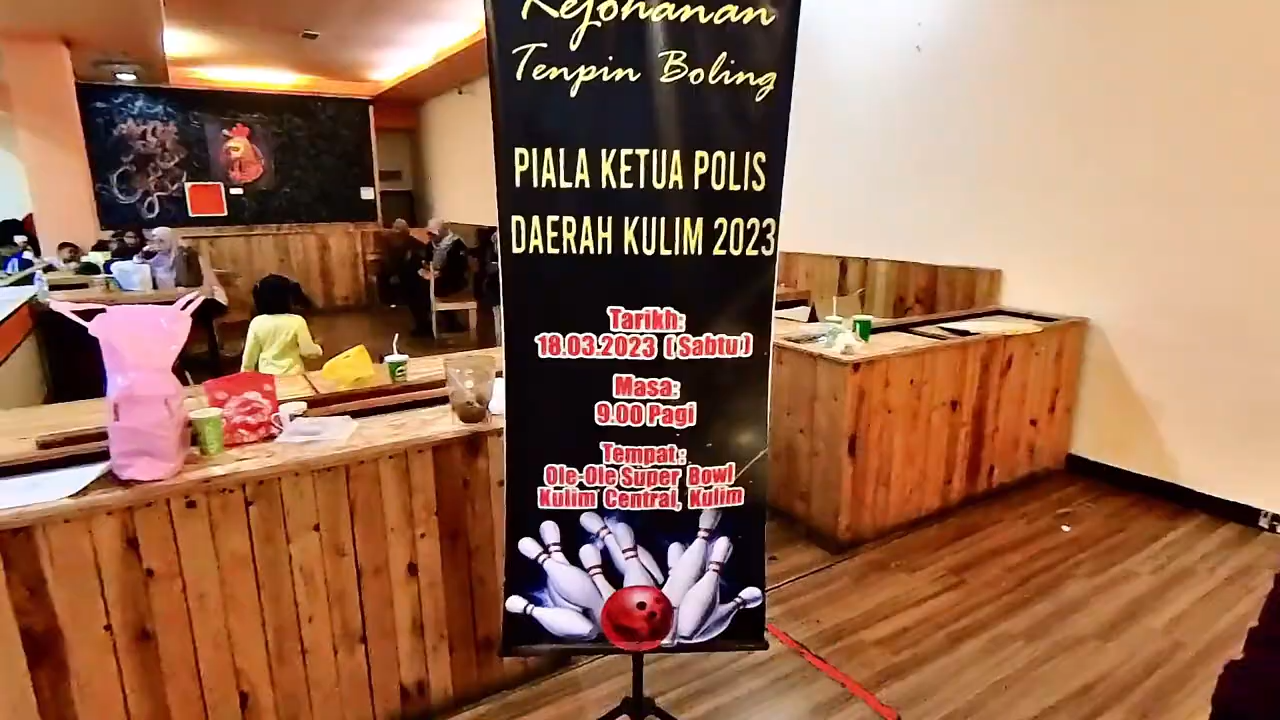 Kejohanan
Tenpin Boling
PIALA KETUA POLIS
DAERAH KULIM 2023
Tarikh:
18.03.2023 (Sabtu)
Masa:
9.00 Pagi
Tempat:
Ole-Ole Super Bowl
Kulim Central, Kulim